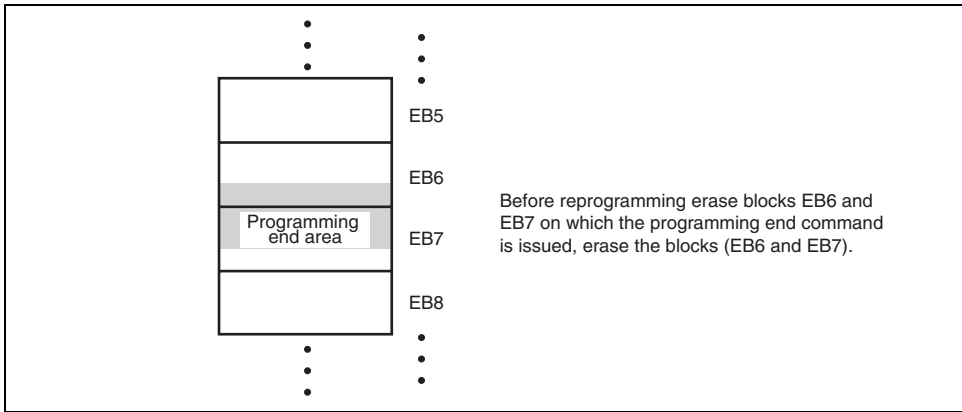 EB5
EB6
Programming
end area
EB7
EB8
Before reprogramming erase blocks EB6 and
EB7 on which the programming end command
is issued, erase the blocks (EB6 and EB7).